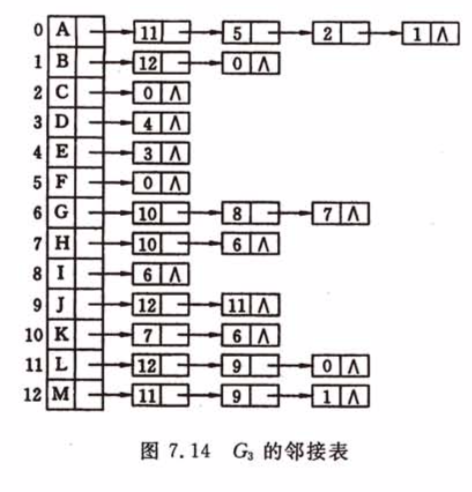 0 A 11 5 2 1 ∧
1 B 12 0 ∧
2 C 0 ∧
3 D 4 ∧
4 E 3 ∧
5 F 0 ∧
6 G 10 8 7 ∧
7 H 10 6 ∧
8 I 6 ∧
9 J 12 11 ∧
10 K 7 6 ∧
11 L 12 9 0 ∧
12 M 11 9 1 ∧
图 7.14 G₃ 的邻接表